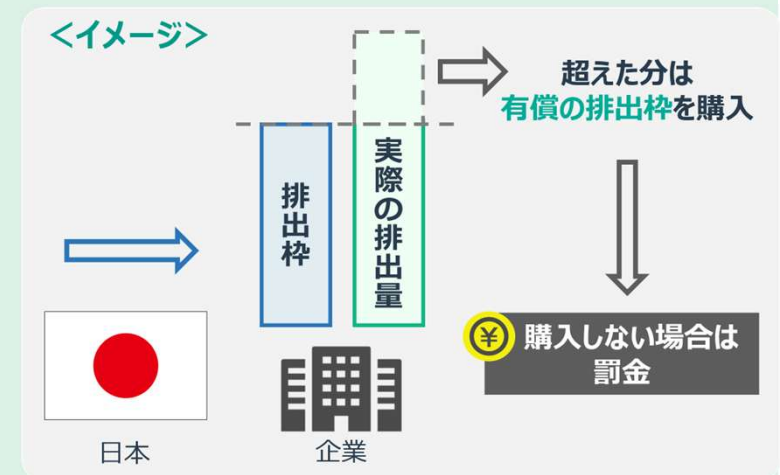 <イメージ>
超えた分は
有償の排出枠を購入
排出枠
実際の排出量
¥
購入しない場合は
罰金
日本
企業